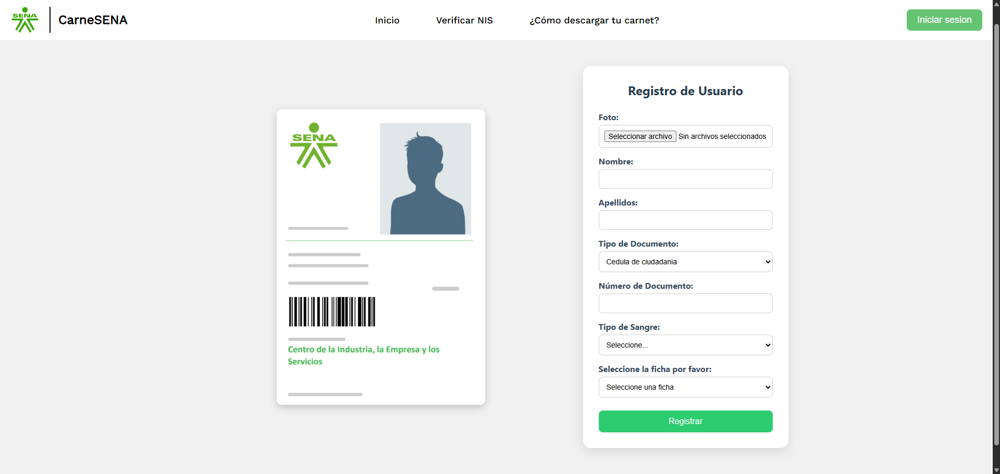 SENA
CarneSENA
Inicio
Verificar NIS
¿Cómo descargar tu carnet?
Iniciar sesion
SENA
Centro de la Industria, la Empresa y los
Servicios
Registro de Usuario
Foto:
Seleccionar archivo Sin archivos seleccionados
Nombre:
Apellidos:
Tipo de Documento:
Cedula de ciudadania
Número de Documento:
Tipo de Sangre:
Seleccione...
Seleccione la ficha por favor:
Seleccione una ficha
Registrar